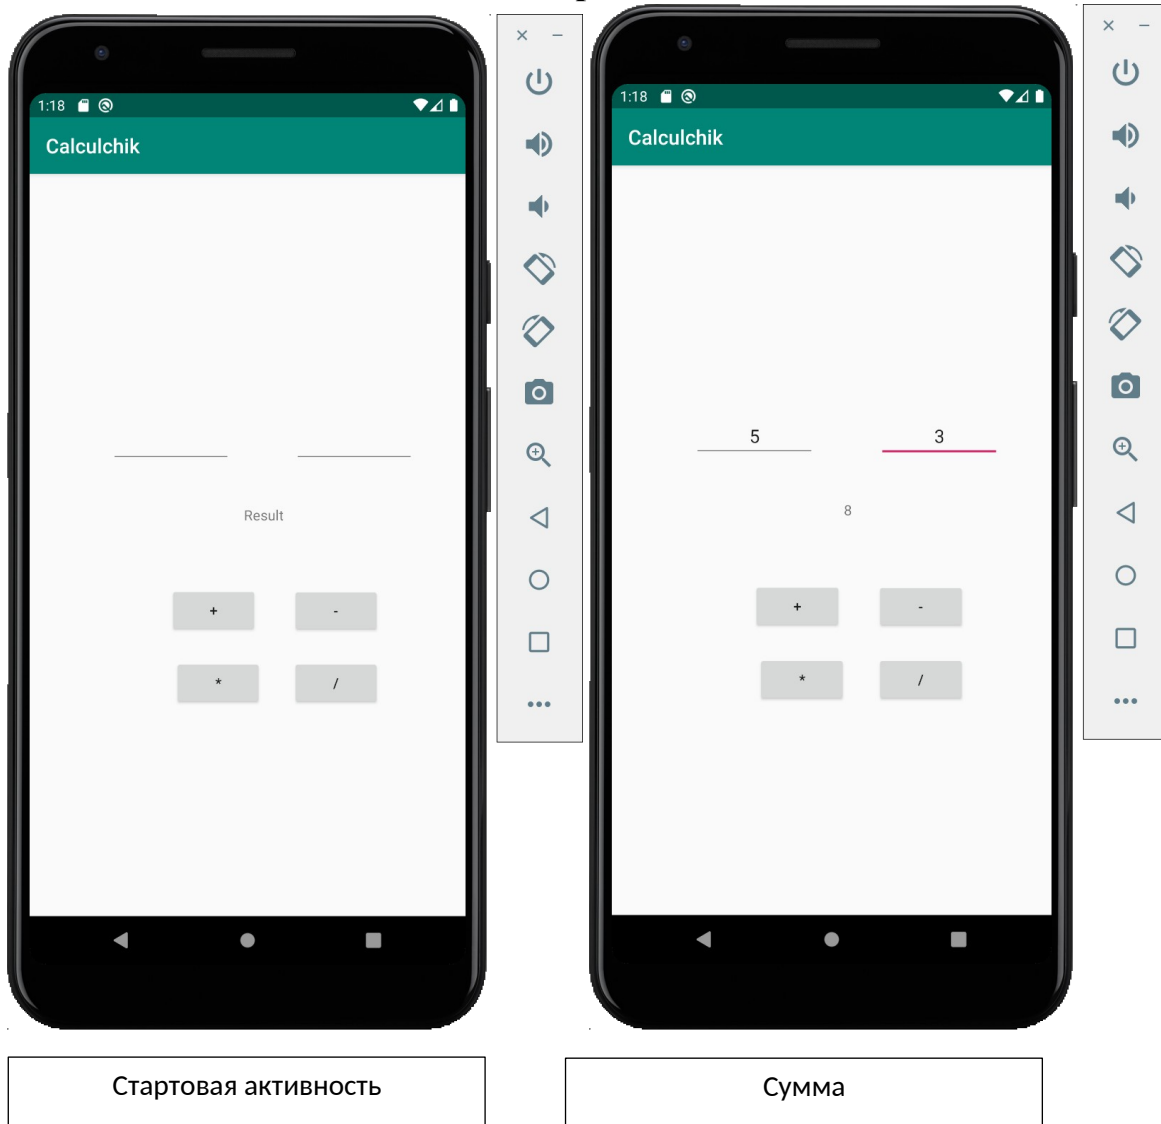 1:18
Calculchik
Result
+ -
* /
Стартовая активность
1:18
Calculchik
5 3
8
+ -
* /
Сумма